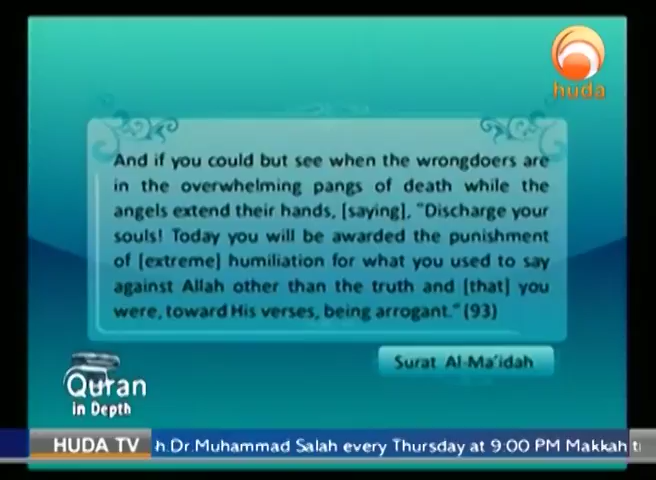 huda
And if you could but see when the wrongdoers are
in the overwhelming pangs of death while the
angels extend their hands, [saying], "Discharge your
souls! Today you will be awarded the punishment
of [extreme] humiliation for what you used to say
against Allah other than the truth and [that] you
were, toward His verses, being arrogant." (93)
Surat Al-Ma'idah
Quran
in Depth
HUDA TV h.Dr.Muhammad Salah every Thursday at 9:00 PM Makkah